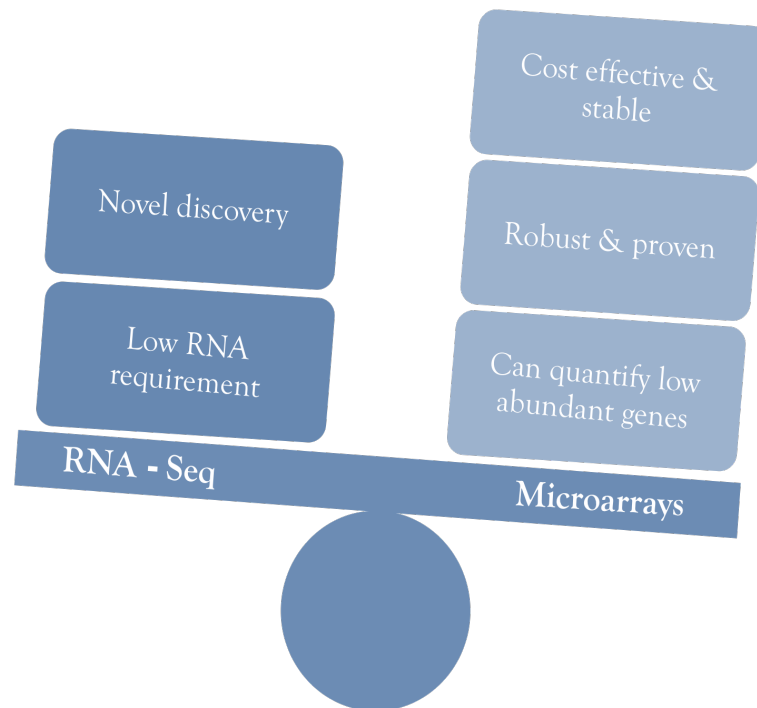 Novel discovery
Low RNA
requirement
RNA - Seq
Cost effective &
stable
Robust & proven
Can quantify low
abundant genes
Microarrays